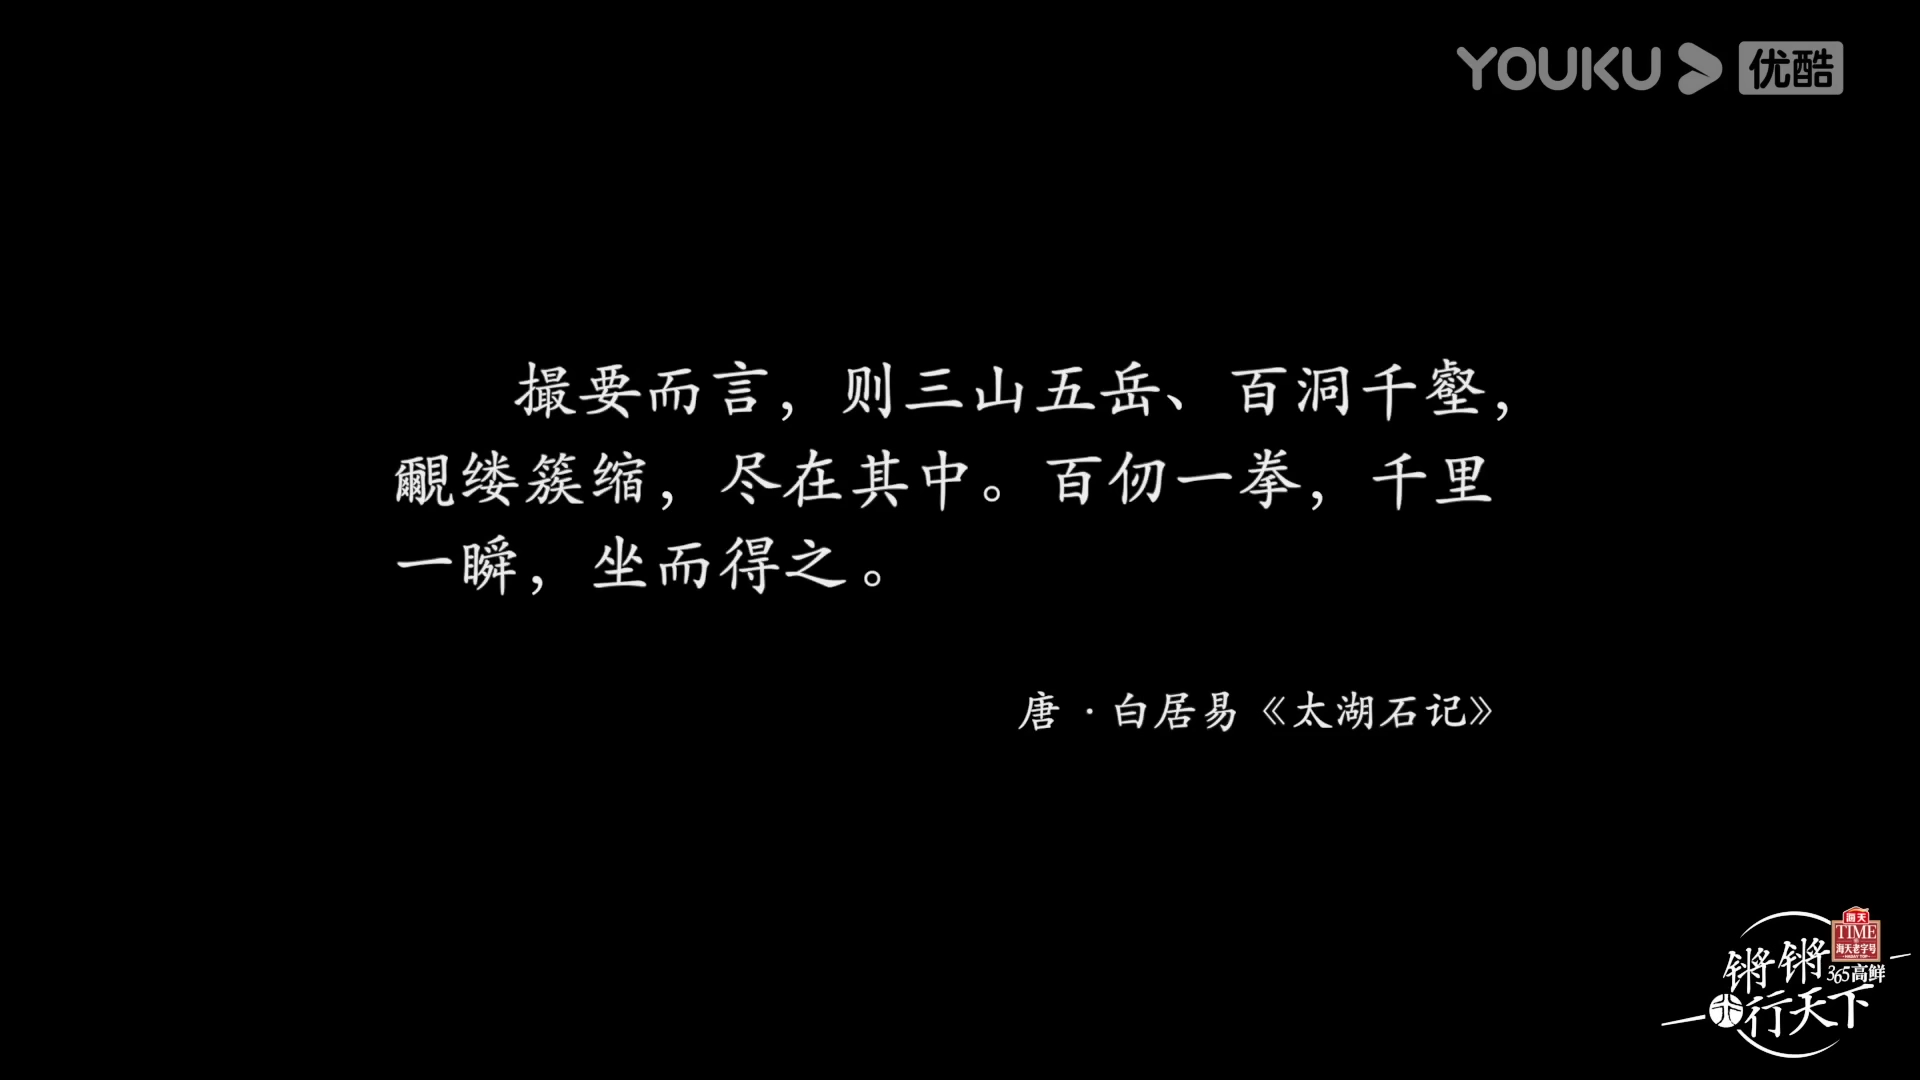 YOUKU 优酷
撮要而言，则三山五岳、百洞千壑，
覼缕簇缩，尽在其中。百仞一拳，千里
一瞬，坐而得之。
唐·白居易《太湖石记》
海天
TIME
海天老字号
365高鲜
锵锵
行天下